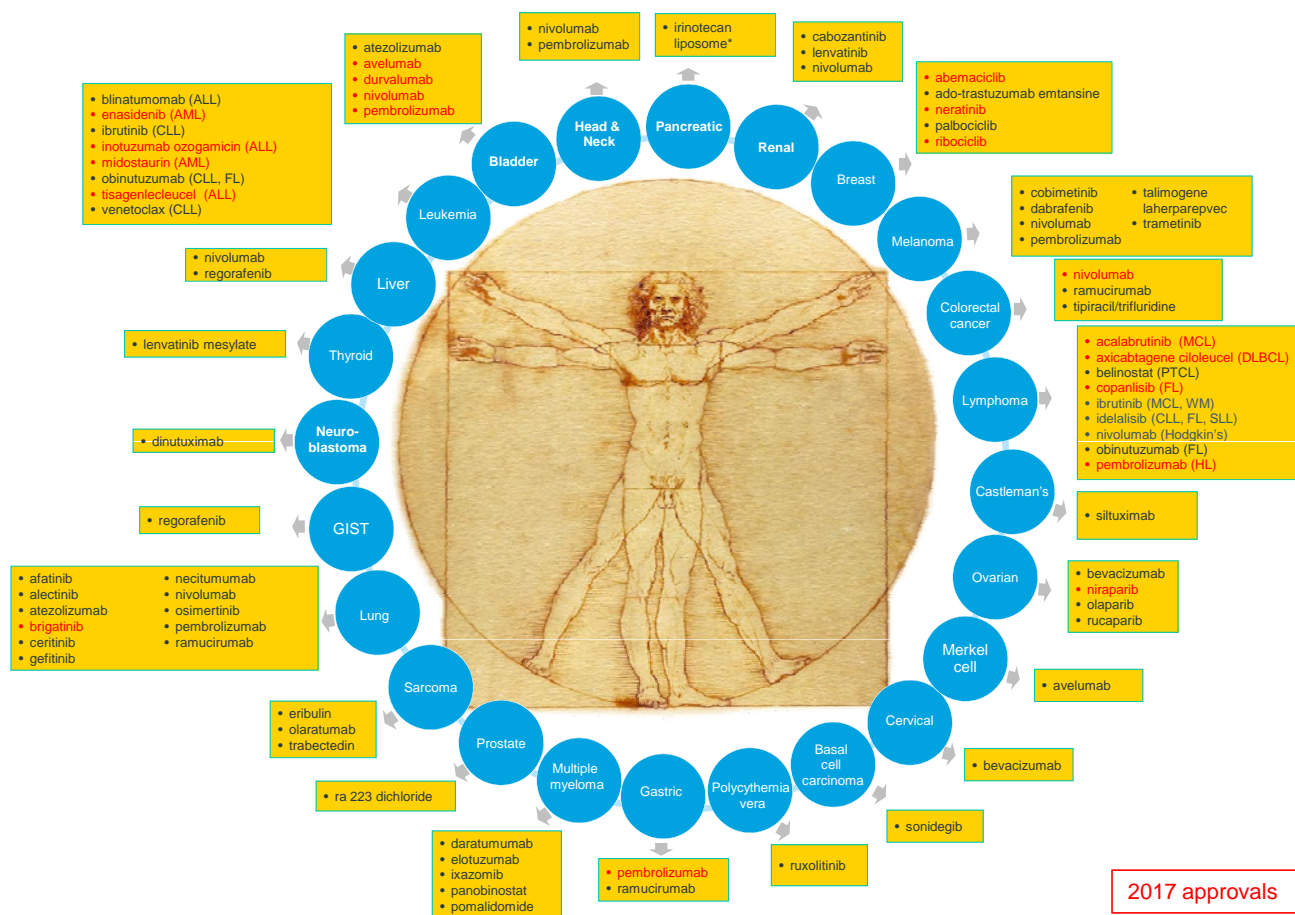 • nivolumab
• pembrolizumab
• irinotecan
liposome*
• cabozantinib
• lenvatinib
• nivolumab
• atezolizumab
• avelumab
• durvalumab
• nivolumab
• pembrolizumab
• abemaciclib
• ado-trastuzumab emtansine
• neratinib
• palbociclib
• ribociclib
• blinatumomab (ALL)
• enasidenib (AML)
• ibrutinib (CLL)
• inotuzumab ozogamicin (ALL)
• midostaurin (AML)
• obinutuzumab (CLL, FL)
• tisagenlecleucel (ALL)
• venetoclax (CLL)
Head &
Neck
Pancreatic
Renal
Bladder
Breast
Leukemia
Melanoma
• cobimetinib
• dabrafenib
• nivolumab
• pembrolizumab
• talimogene
laherparepvec
• trametinib
• nivolumab
• regorafenib
Liver
Colorectal
cancer
• nivolumab
• ramucirumab
• tipiracil/trifluridine
• lenvatinib mesylate
Thyroid
Lymphoma
• acalabrutinib (MCL)
• axicabtagene ciloleucel (DLBCL)
• belinostat (PTCL)
• copanlisib (FL)
• ibrutinib (MCL, WM)
• idelalisib (CLL, FL, SLL)
• nivolumab (Hodgkin's)
• obinutuzumab (FL)
• pembrolizumab (HL)
• dinutuximab
Neuro-
blastoma
Castleman's
• siltuximab
• regorafenib
GIST
Ovarian
• bevacizumab
• niraparib
• olaparib
• rucaparib
• afatinib
• alectinib
• atezolizumab
• brigatinib
• ceritinib
• gefitinib
• necitumumab
• nivolumab
• osimertinib
• pembrolizumab
• ramucirumab
Lung
Merkel
cell
• avelumab
Sarcoma
• eribulin
• olaratumab
• trabectedin
Cervical
• bevacizumab
Prostate
• ra 223 dichloride
Multiple
myeloma
Gastric
Polycythemia
vera
Basal
cell
carcinoma
• sonidegib
• daratumumab
• elotuzumab
• ixazomib
• panobinostat
• pomalidomide
• pembrolizumab
• ramucirumab
• ruxolitinib
2017 approvals